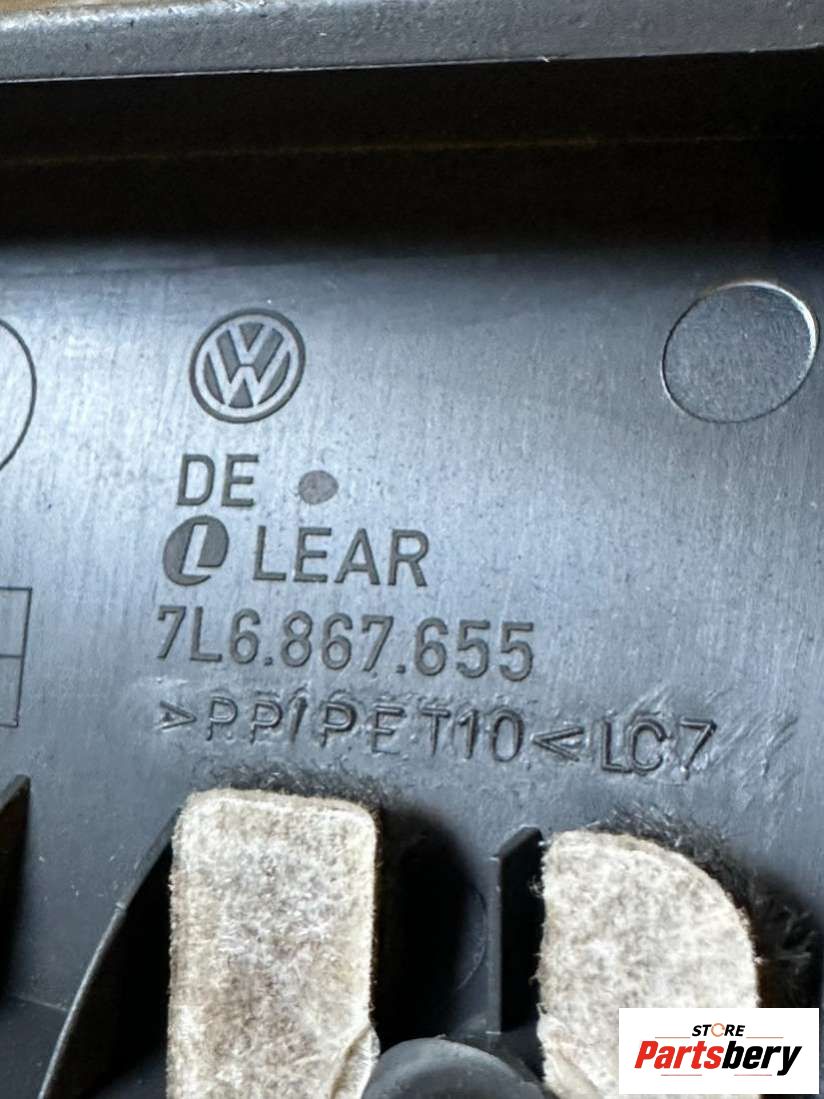 DE
LEAR
7L6.867.655
>PP/PET10< LC7
STORE
Partsbery